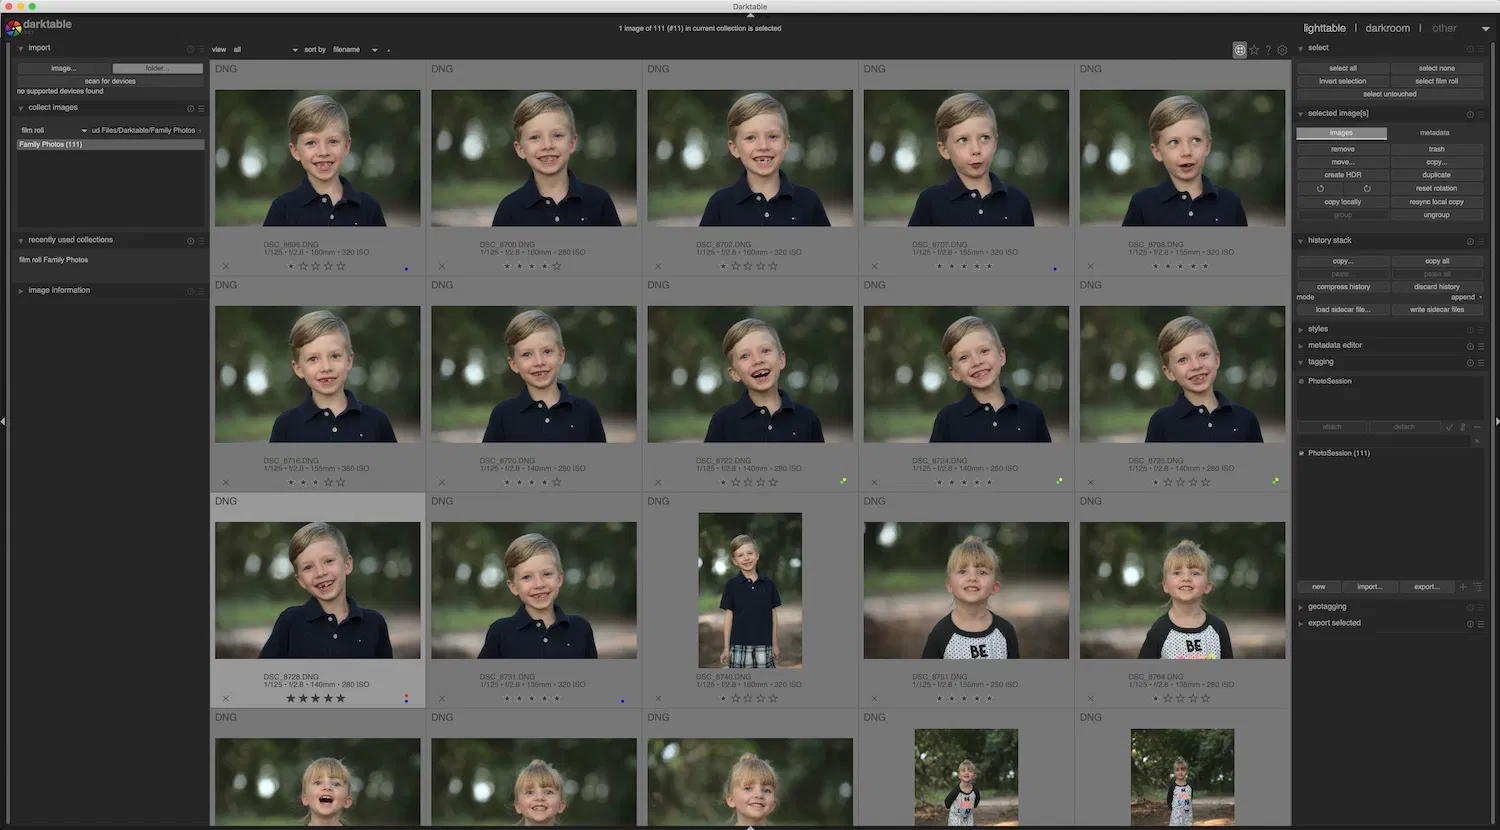 Darktable
darktable
1 image of 111 (#11) in current collection is selected
lighttable | darkroom | other
import
image...
folder...
scan for devices
no supported devices found
collect images
film roll
ud Files/Darktable/Family Photos
Family Photos (111)
recently used collections
film roll Family Photos
image information
view all
sort by filename
DNG
DNG
DNG
DNG
DNG
DSC_8700.DNG
1/125 • f/2.8 • 160mm • 320 ISO
1/125 • f/2.8 • 160mm • 280 ISO
DSC_8702.DNG
1/125 • f/2.8 • 160mm • 320 ISO
DSC_8707.DNG
1/125 • f/2.8 • 155mm • 320 ISO
DSC_8708.DNG
1/125 • f/2.8 • 155mm • 320 ISO
DNG
DNG
DNG
DNG
DNG
DSC_8716.DNG
1/125 • f/2.8 • 155mm • 360 ISO
DSC_8720.DNG
1/125 • f/2.8 • 140mm • 280 ISO
DSC_8722.DNG
1/125 • f/2.8 • 140mm • 280 ISO
DSC_8724.DNG
1/125 • f/2.8 • 140mm • 280 ISO
DSC_8725.DNG
1/125 • f/2.8 • 140mm • 280 ISO
DNG
DNG
DNG
DNG
DNG
BE
BE
DSC_8728.DNG
1/125 • f/2.8 • 140mm • 280 ISO
DSC_8731.DNG
1/125 • f/2.8 • 135mm • 320 ISO
DSC_8740.DNG
1/125 • f/2.8 • 160mm • 320 ISO
DSC_8751.DNG
1/125 • f/2.8 • 155mm • 250 ISO
DSC_8764.DNG
1/125 • f/2.8 • 135mm • 280 ISO
DNG
DNG
DNG
DNG
DNG
select
select all
select none
invert selection
select film roll
select untouched
selected image[s]
images
metadata
remove
trash
move...
copy...
create HDR
duplicate
reset rotation
copy locally
resync local copy
group
ungroup
history stack
copy...
copy all
paste...
paste all
compress history
discard history
mode
append
load sidecar file...
write sidecar files
styles
metadata editor
tagging
PhotoSession
attach
detach
PhotoSession (111)
new
import...
export...
geotagging
export selected